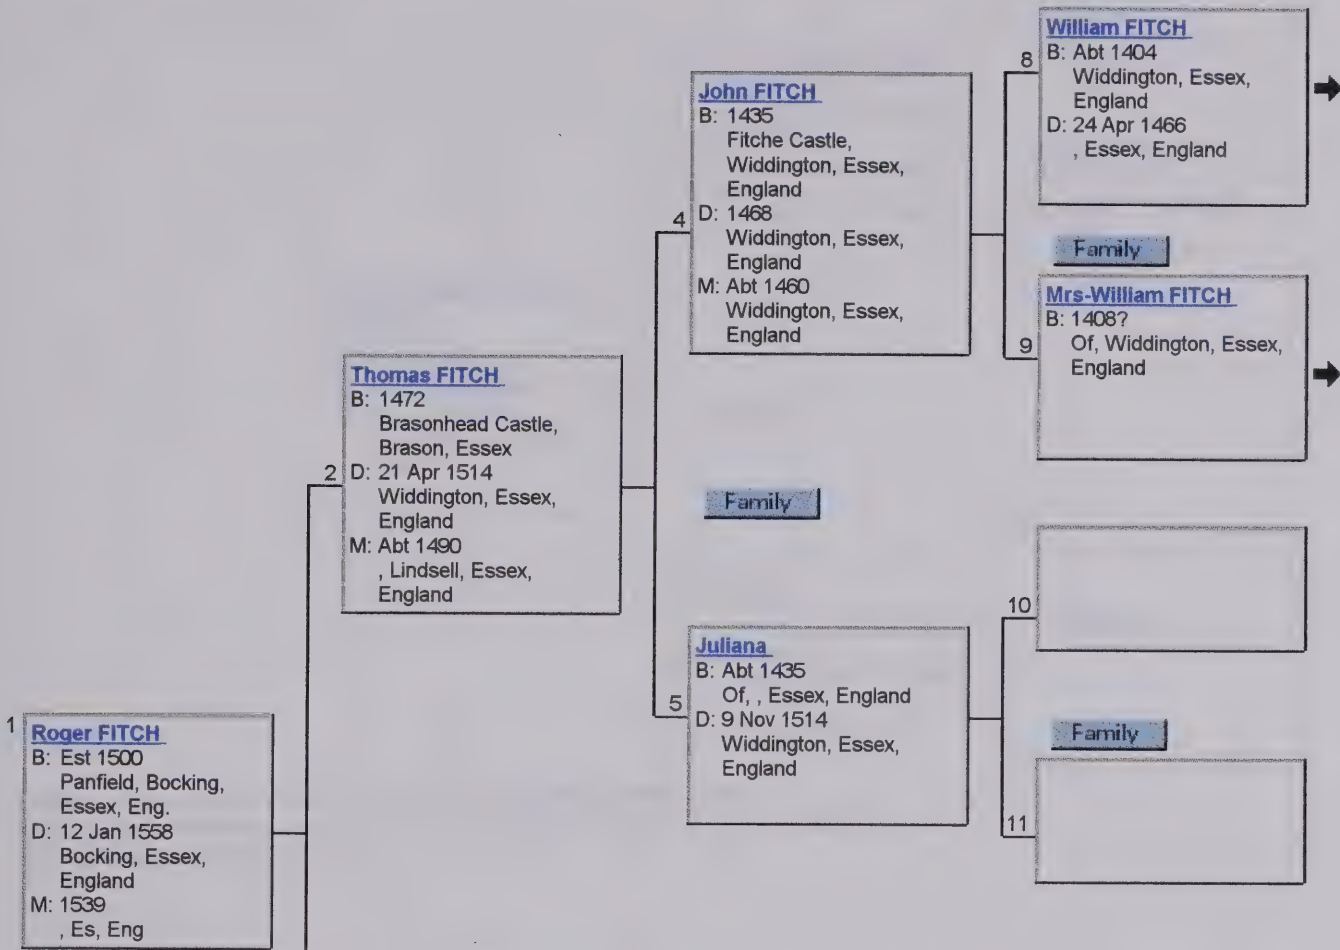 1
Roger FITCH
B: Est 1500
Panfield, Bocking,
Essex, Eng.
D: 12 Jan 1558
Bocking, Essex,
England
M: 1539
, Es, Eng
2
Thomas FITCH
B: 1472
Brasonhead Castle,
Brason, Essex
D: 21 Apr 1514
Widdington, Essex,
England
M: Abt 1490
, Lindsell, Essex,
England
4
John FITCH
B: 1435
Fitche Castle,
Widdington, Essex,
England
D: 1468
Widdington, Essex,
England
M: Abt 1460
Widdington, Essex,
England
Family
5
Juliana
B: Abt 1435
Of, , Essex, England
D: 9 Nov 1514
Widdington, Essex,
England
8
William FITCH
B: Abt 1404
Widdington, Essex,
England
D: 24 Apr 1466
, Essex, England
Family
9
Mrs-William FITCH
B: 1408?
Of, Widdington, Essex,
England
10
Family
11